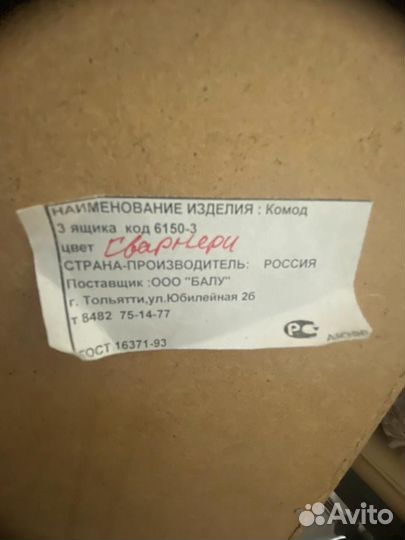 НАИМЕНОВАНИЕ ИЗДЕЛИЯ : Комод
3 ящика код 6150-3
цвет
СТРАНА-ПРОИЗВОДИТЕЛЬ: РОССИЯ
Поставщик :ООО "БАЛУ"
г. Тольятти,ул.Юбилейная 2б
т 8482 75-14-77
ГОСТ 16371-93
Avito